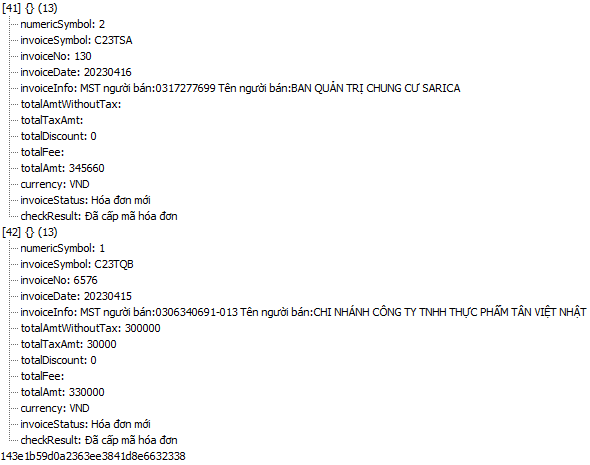 [41] {} (13)
numericSymbol: 2
invoiceSymbol: C23TSA
invoiceNo: 130
invoiceDate: 20230416
invoiceInfo: MST người bán:0317277699 Tên người bán:BAN QUẢN TRỊ CHUNG CƯ SARICA
totalAmtWithoutTax:
totalTaxAmt:
totalDiscount: 0
totalFee:
totalAmt: 345660
currency: VND
invoiceStatus: Hóa đơn mới
checkResult: Đã cấp mã hóa đơn
[42] {} (13)
numericSymbol: 1
invoiceSymbol: C23TQB
invoiceNo: 6576
invoiceDate: 20230415
invoiceInfo: MST người bán:0306340691-013 Tên người bán:CHI NHÁNH CÔNG TY TNHH THỰC PHẨM TÂN VIỆT NHẬT
totalAmtWithoutTax: 300000
totalTaxAmt: 30000
totalDiscount: 0
totalFee:
totalAmt: 330000
currency: VND
invoiceStatus: Hóa đơn mới
checkResult: Đã cấp mã hóa đơn
143e1b59d0a2363ee3841d8e6632338